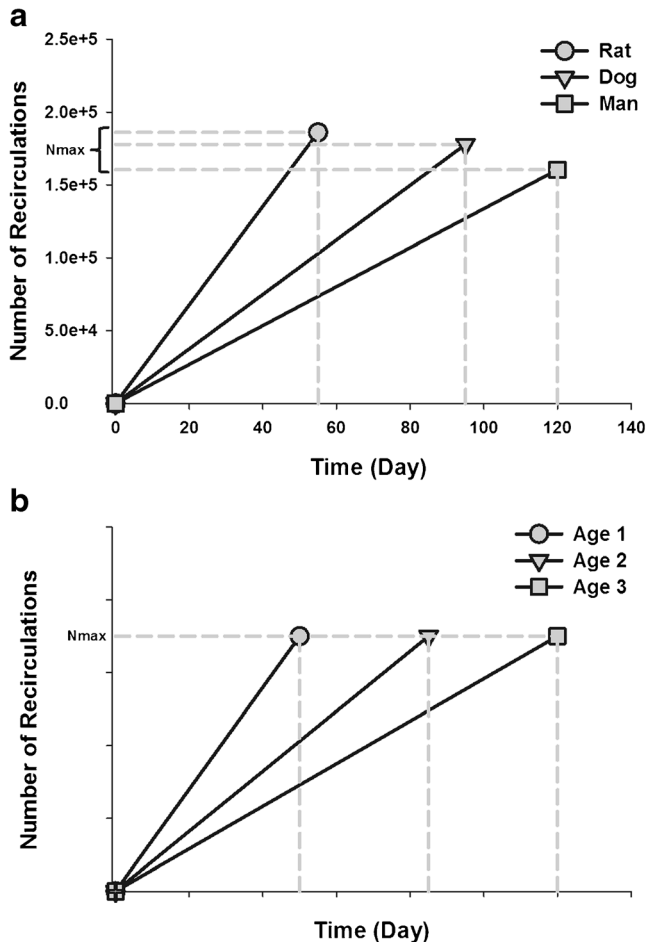 a
Number of Recirculations
2.5e+5
2.0e+5
1.5e+5
1.0e+5
5.0e+4
0.0
Nmax
Rat
Dog
Man
0 20 40 60 80 100 120 140
Time (Day)
b
Number of Recirculations
Nmax
Age 1
Age 2
Age 3
Time (Day)